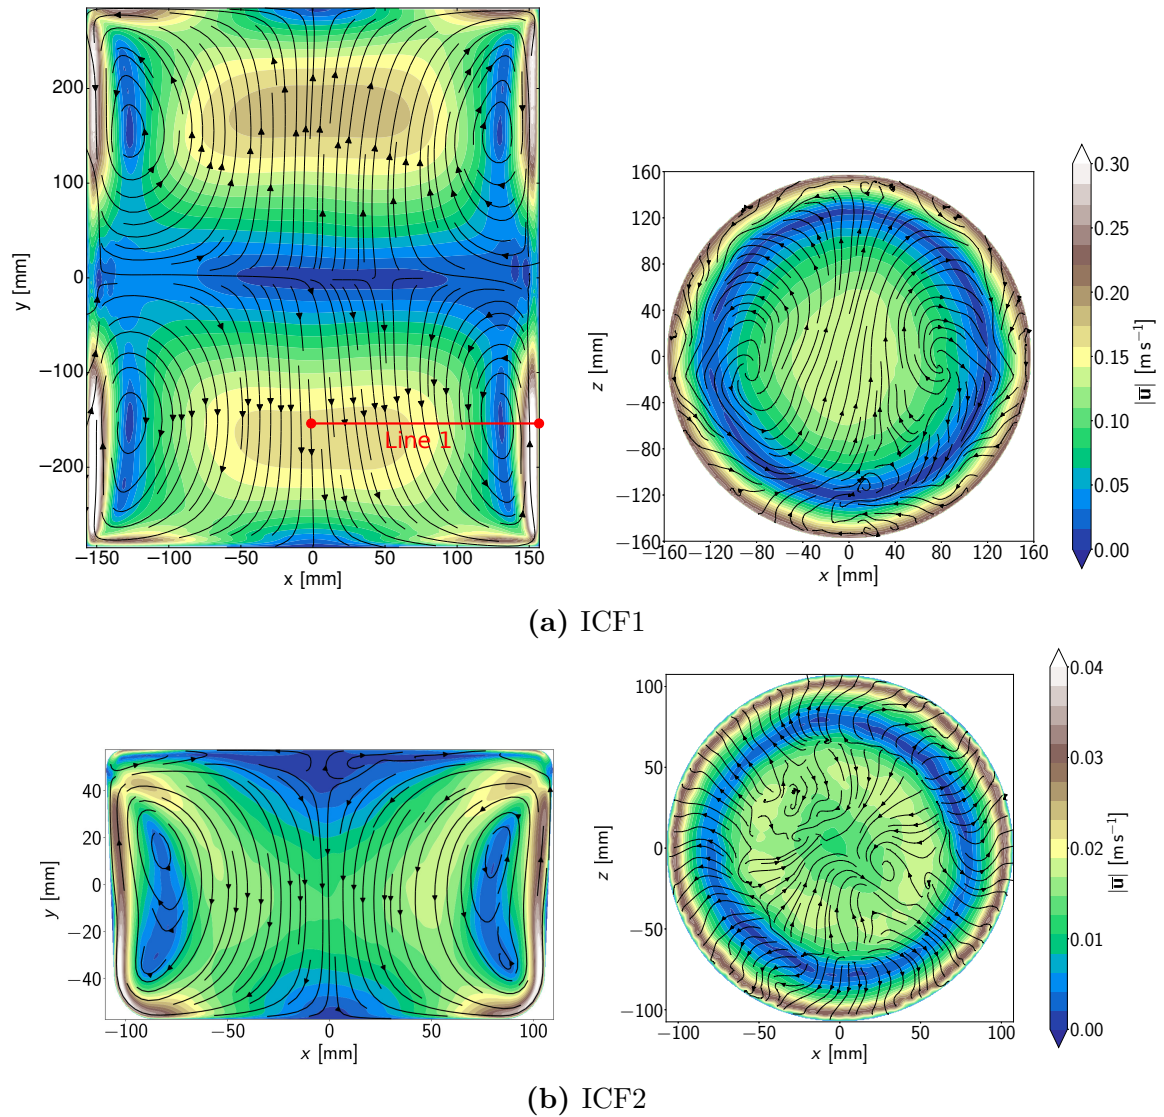 200
100
0
−100
−200
y [mm]
−150 −100 −50 0 50 100 150
x [mm]
Line 1
160
120
80
40
0
−40
−80
−120
−160
z [mm]
−160 −120 −80 −40 0 40 80 120 160
x [mm]
0.30
0.25
0.20
0.15
0.10
0.05
0.00
|u̅| [m s⁻¹]
(a) ICF1
40
20
0
−20
−40
y [mm]
−100 −50 0 50 100
x [mm]
100
50
0
−50
−100
z [mm]
−100 −50 0 50 100
x [mm]
0.04
0.03
0.02
0.01
0.00
|u̅| [m s⁻¹]
(b) ICF2